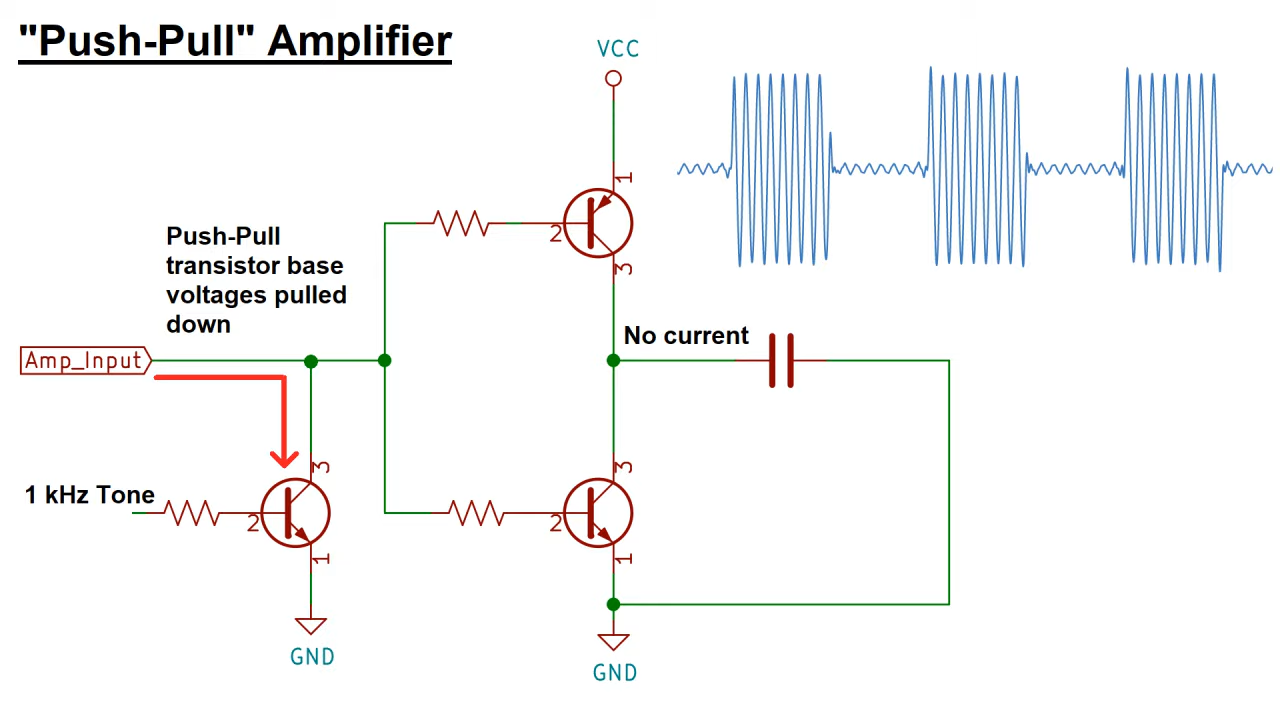 "Push-Pull" Amplifier
VCC
1
2
3
Push-Pull
transistor base
voltages pulled
down
No current
Amp_Input
3
3
1 kHz Tone
2
2
1
1
GND
GND